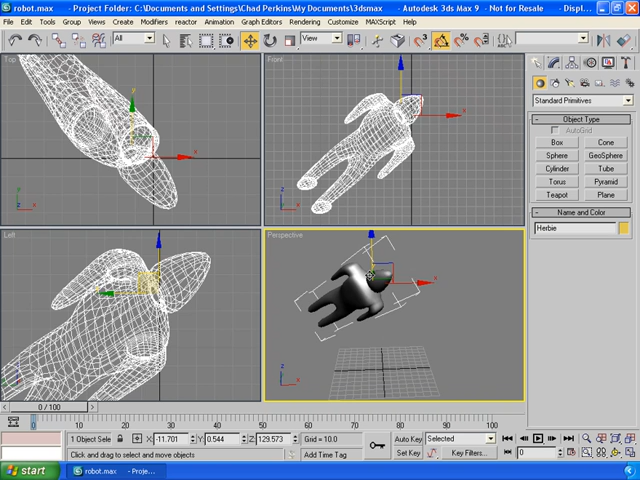 robot.max - Project Folder: C:\Documents and Settings\Chad Perkins\My Documents\3dsmax - Autodesk 3ds Max 9 - Not for Resale - Displ...
File Edit Tools Group Views Create Modifiers reactor Animation Graph Editors Rendering Customize MAXScript Help
All View
Top Front
Left Perspective
Standard Primitives
Object Type
AutoGrid
Box Cone
Sphere GeoSphere
Cylinder Tube
Torus Pyramid
Teapot Plane
Name and Color
Herbie
0 / 100
0 10 20 30 40 50 60 70 80 90 100
1 Object Sele X: -11.701 Y: 0.544 Z: 129.573 Grid = 10.0 Auto Key Selected
Click and drag to select and move objects Add Time Tag Set Key Key Filters... 0
start robot.max - Proje...